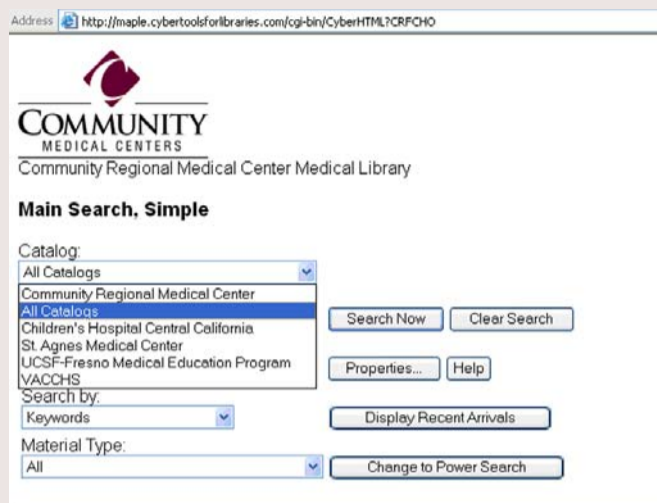 Address http://maple.cybertoolsforlibraries.com/cgi-bin/CyberHTML?CRFCHO
COMMUNITY
MEDICAL CENTERS
Community Regional Medical Center Medical Library
Main Search, Simple
Catalog:
All Catalogs
Community Regional Medical Center
All Catalogs
Children's Hospital Central California
St. Agnes Medical Center
UCSF-Fresno Medical Education Program
VACCHS
Search Now Clear Search
Properties... Help
Search by:
Keywords Display Recent Arrivals
Material Type:
All Change to Power Search